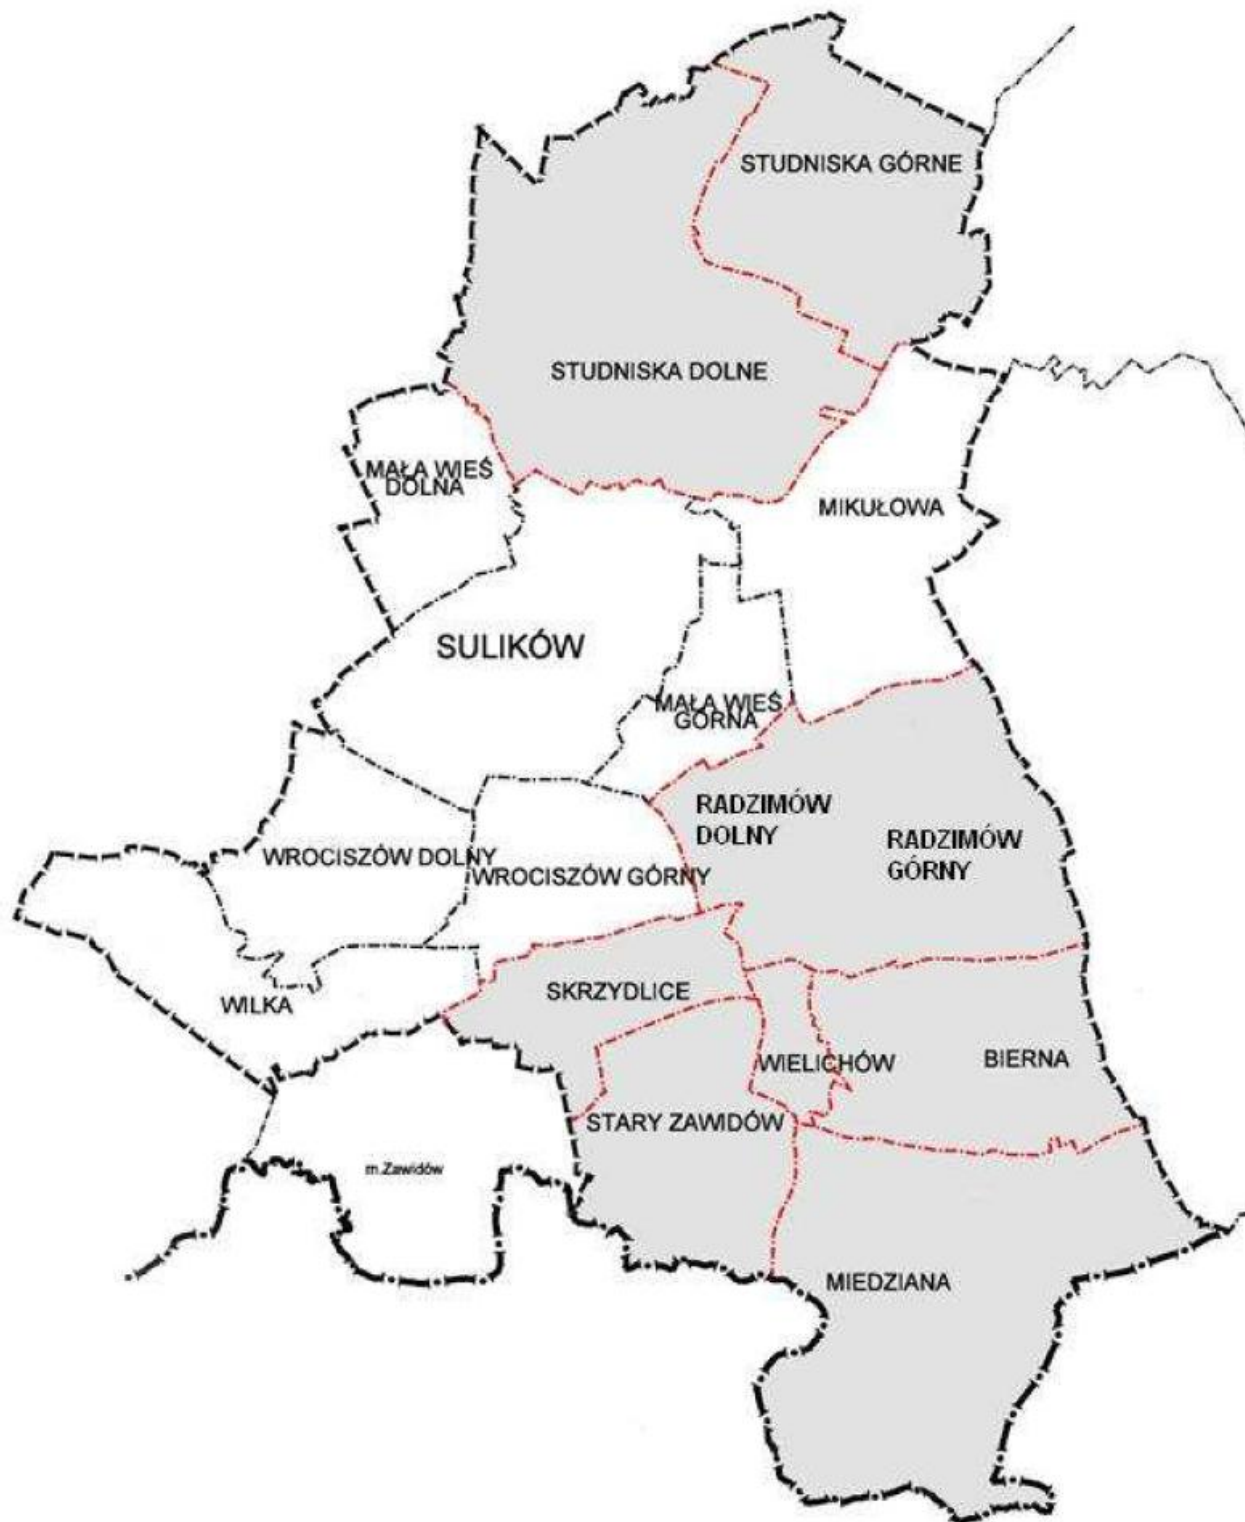 STUDNISKA GÓRNE
STUDNISKA DOLNE
MAŁA WIEŚ
DOLNA
MIKUŁOWA
SULIKÓW
MAŁA WIEŚ
GÓRNA
RADZIMÓW
DOLNY
RADZIMÓW
GÓRNY
WROCISZÓW DOLNY
WROCISZÓW GÓRNY
SKRZYDLICE
WILKA
WIELICHÓW
BIERNA
STARY ZAWIDÓW
m.Zawidów
MIEDZIANA